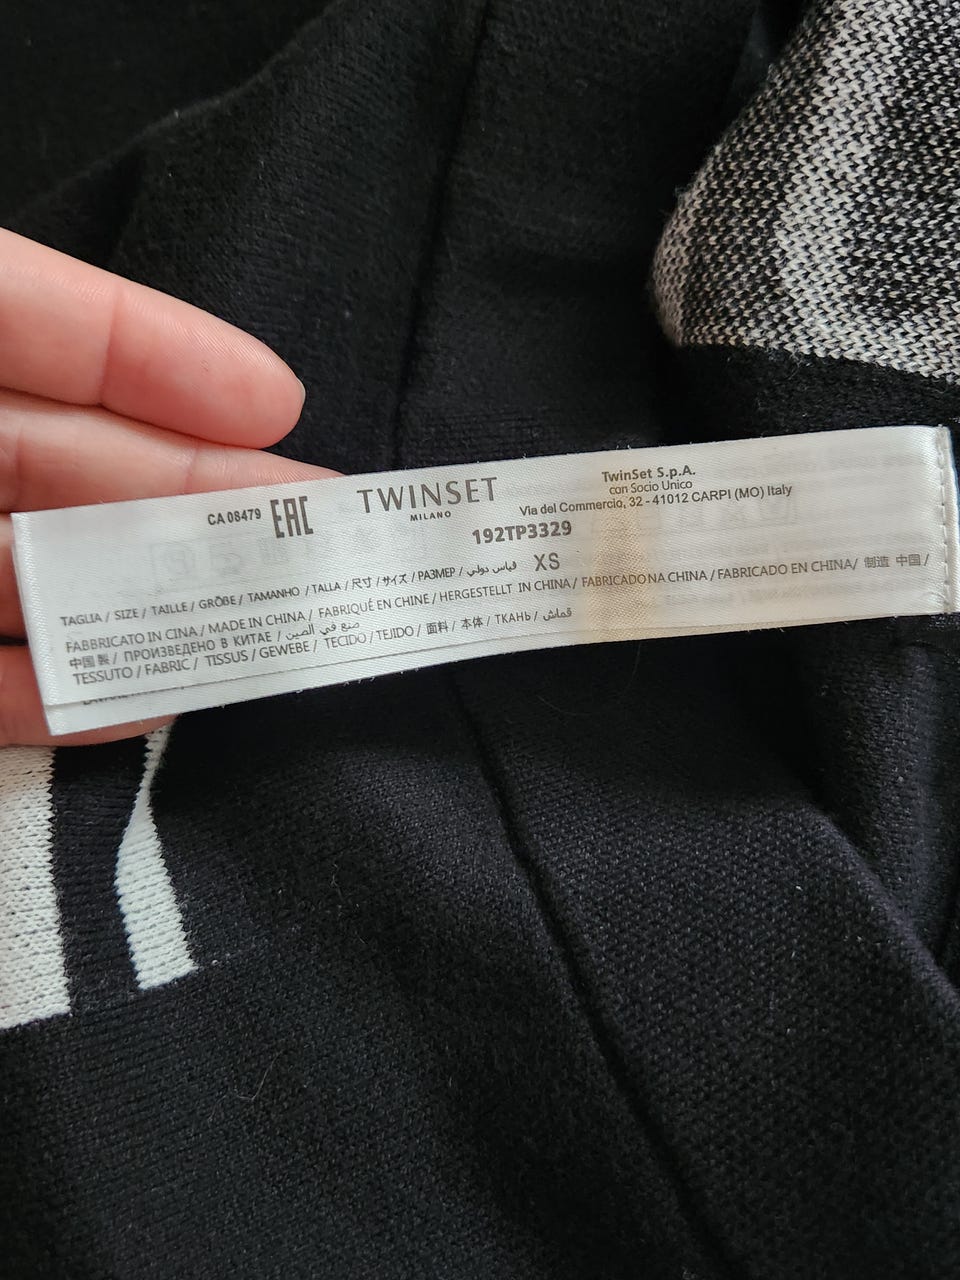 CA 08479
EAC
TWINSET
MILANO
TwinSet S.p.A.
con Socio Unico
Via del Commercio, 32 - 41012 CARPI (MO) Italy
192TP3329
TAGLIA / SIZE / TAILLE / GRÖBE / TAMANHO / TALLA / 尺寸 / サイズ / РАЗМЕР / قياس دولي / XS
FABBRICATO IN CINA / MADE IN CHINA / FABRIQUÉ EN CHINE / HERGESTELLT IN CHINA / FABRICADO NA CHINA / FABRICADO EN CHINA / 制造 中国 /
中国製 / ПРОИЗВЕДЕНО В КИТАЕ / صنع في الصين
TESSUTO / FABRIC / TISSUS / GEWEBE / TECIDO / TEJIDO / 面料 / 本体 / ТКАНЬ / قماش /